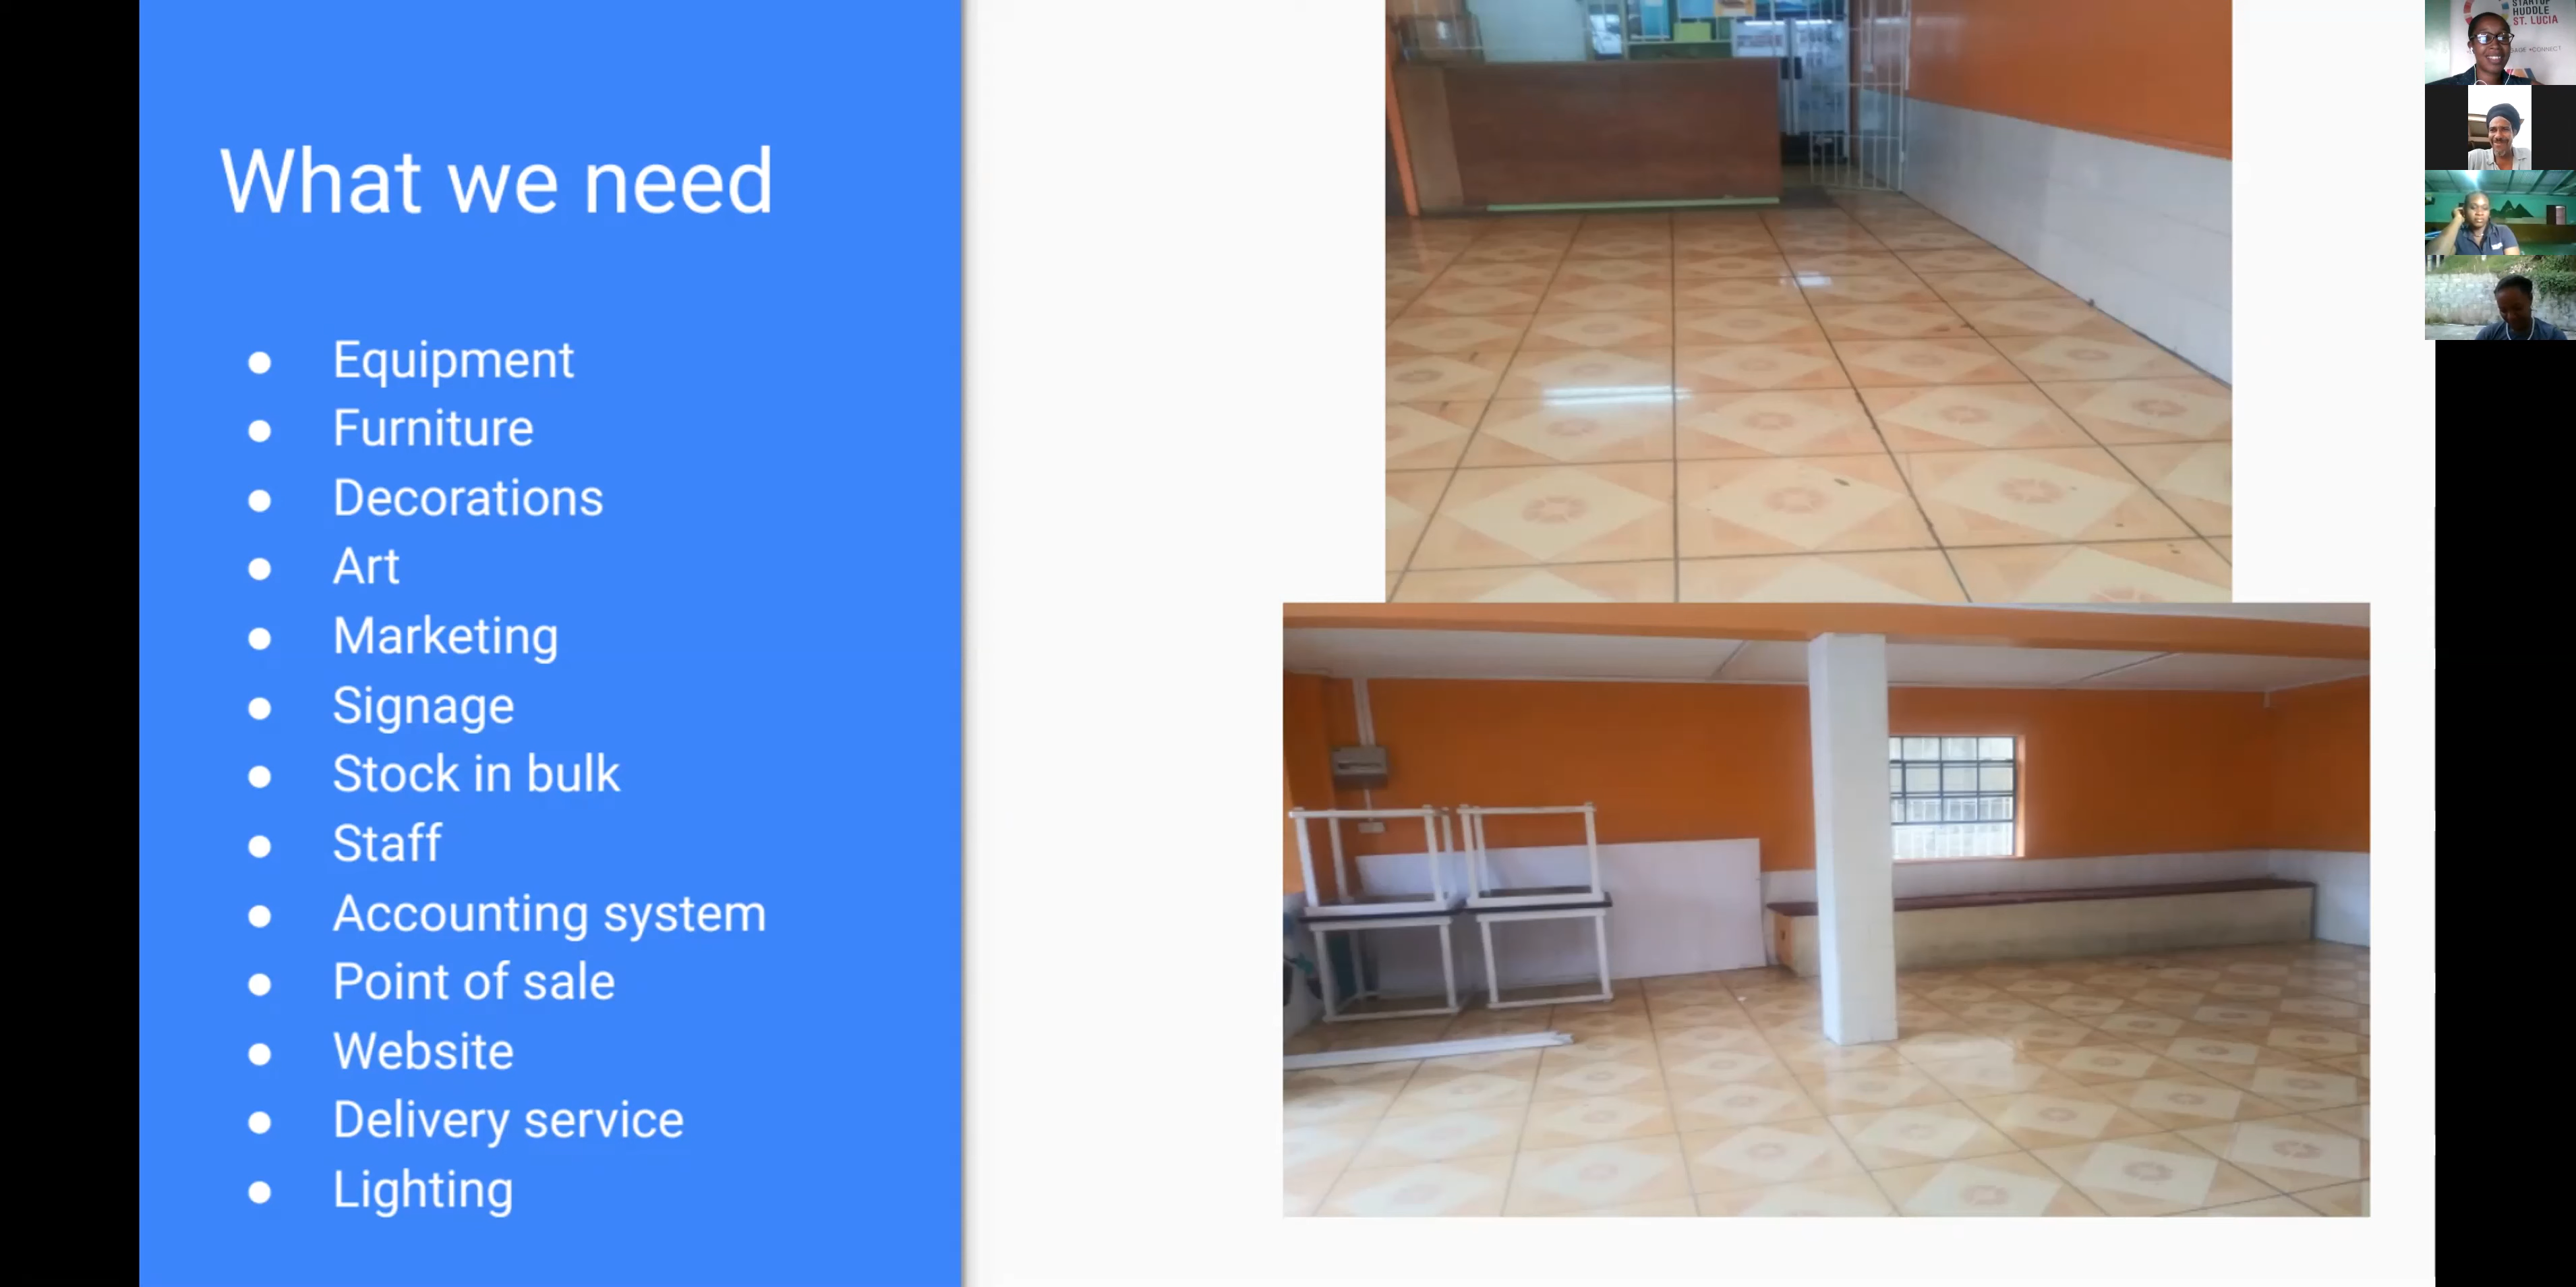 What we need
● Equipment
● Furniture
● Decorations
● Art
● Marketing
● Signage
● Stock in bulk
● Staff
● Accounting system
● Point of sale
● Website
● Delivery service
● Lighting
STARTUP
HUDDLE
ST. LUCIA
•CONNECT